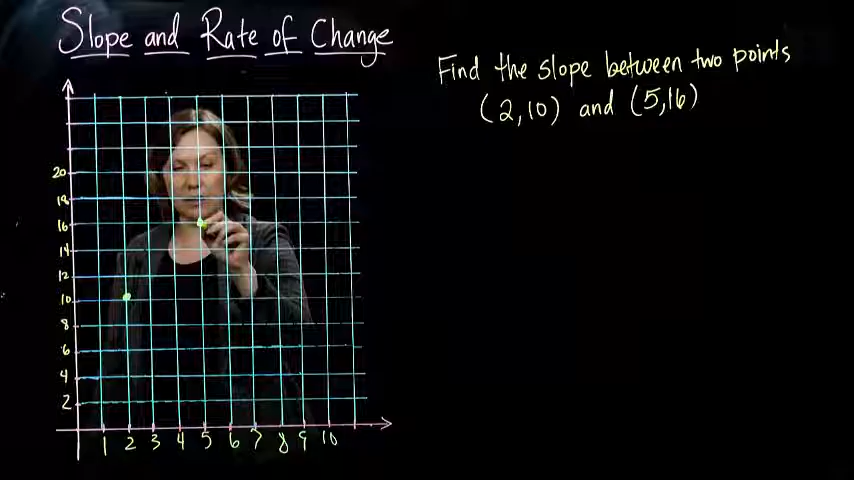 Slope and Rate of Change
Find the slope between two points
(2,10) and (5,16)
20
18
16
14
12
10
8
6
4
2
1 2 3 4 5 6 7 8 9 10